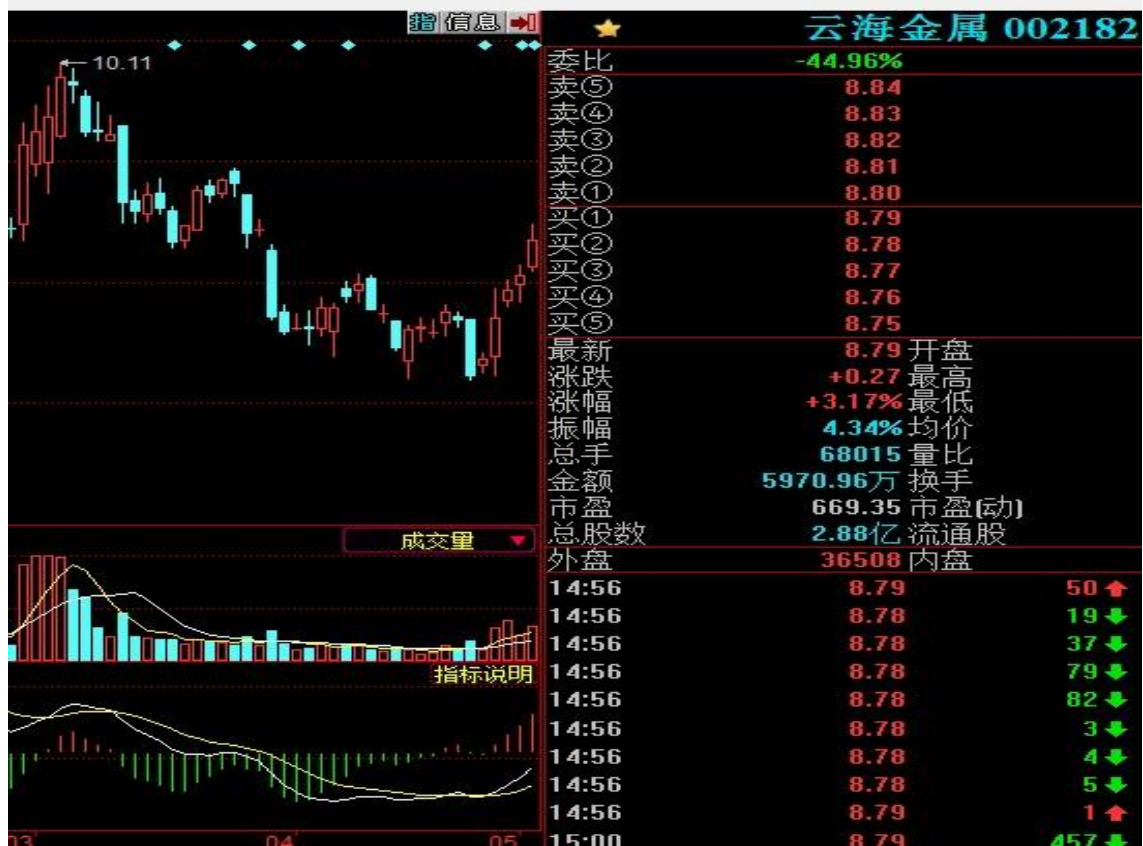 指 信息
云海金属 002182
10.11
委比 -44.96%
卖⑤ 8.84
卖④ 8.83
卖③ 8.82
卖② 8.81
卖① 8.80
买① 8.79
买② 8.78
买③ 8.77
买④ 8.76
买⑤ 8.75
最新 8.79 开盘
涨跌 +0.27 最高
涨幅 +3.17% 最低
振幅 4.34% 均价
总手 68015 量比
金额 5970.96万 换手
市盈 669.35 市盈(动)
总股数 2.88亿 流通股
外盘 36508 内盘
成交量
指标说明
14:56 8.79 50
14:56 8.78 19
14:56 8.78 37
14:56 8.78 79
14:56 8.78 82
14:56 8.78 3
14:56 8.78 4
14:56 8.78 5
14:56 8.79 1
15:00 8.79 457
03 04 05